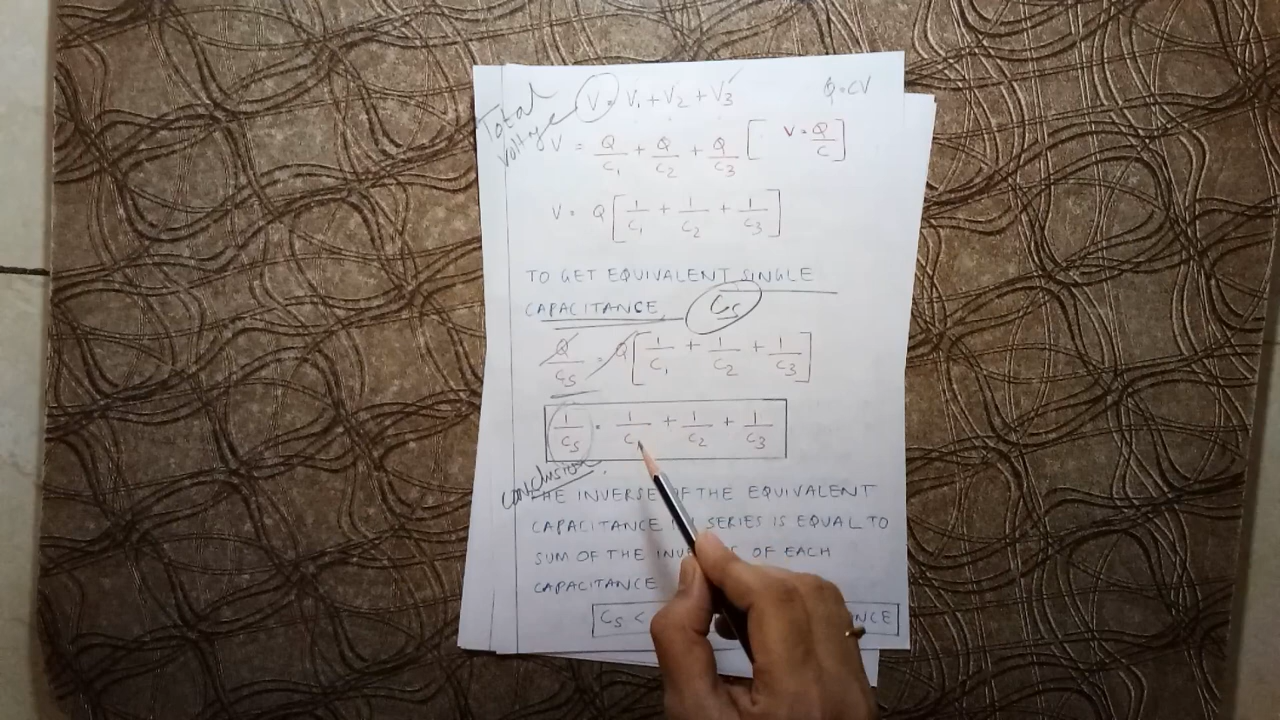 Total voltage
V = V₁ + V₂ + V₃ Q = CV
V = Q/C₁ + Q/C₂ + Q/C₃ [ V = Q/C ]
V = Q [ 1/C₁ + 1/C₂ + 1/C₃ ]
TO GET EQUIVALENT SINGLE
CAPACITANCE Cs
Q/Cs = Q [ 1/C₁ + 1/C₂ + 1/C₃ ]
1/Cs = 1/C₁ + 1/C₂ + 1/C₃
conclusion
THE INVERSE OF THE EQUIVALENT
CAPACITANCE SERIES IS EQUAL TO
SUM OF THE OF EACH
CAPACITANCE
Cs <